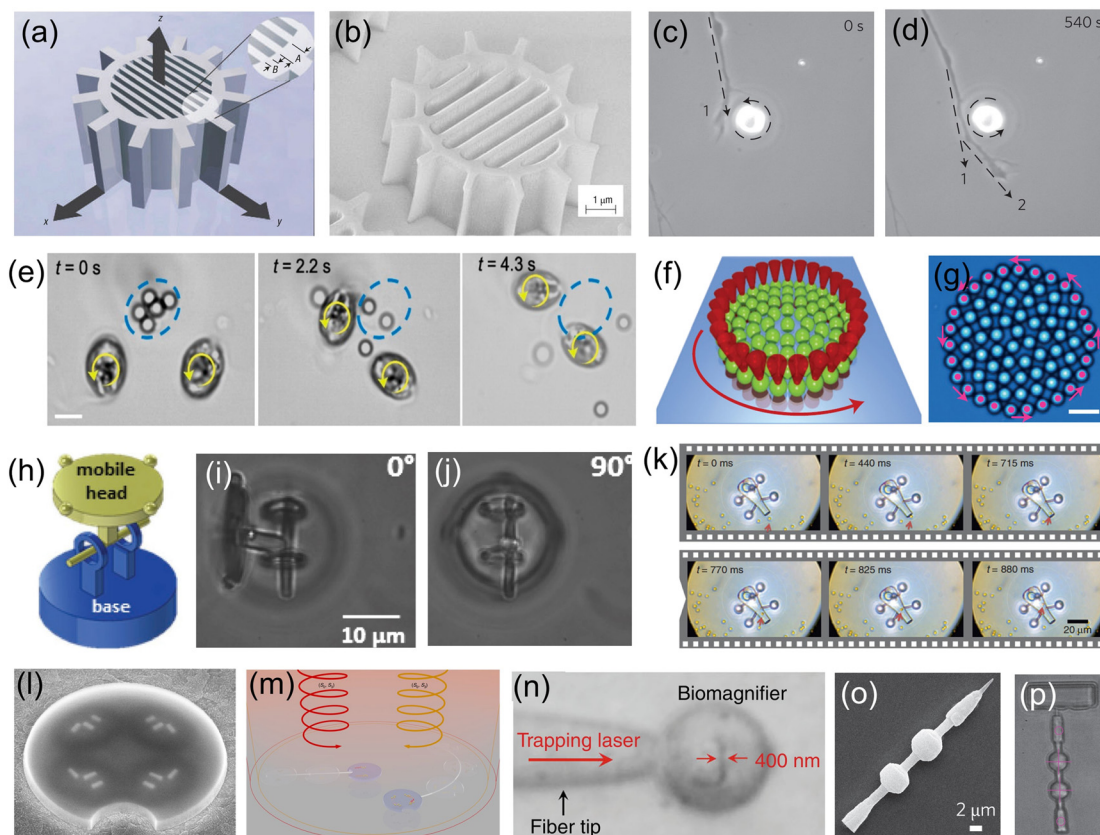 (a)
z
A
B
x
y
(b)
1 μm
(c)
0 s
1
(d)
540 s
1
2
(e)
t = 0 s
t = 2.2 s
t = 4.3 s
(f)
(g)
(h)
mobile
head
base
(i)
0°
10 μm
(j)
90°
(k)
t = 0 ms
t = 440 ms
t = 715 ms
t = 770 ms
t = 825 ms
t = 880 ms
20 μm
(l)
(m)
(n)
Biomagnifier
Trapping laser
400 nm
Fiber tip
(o)
2 μm
(p)